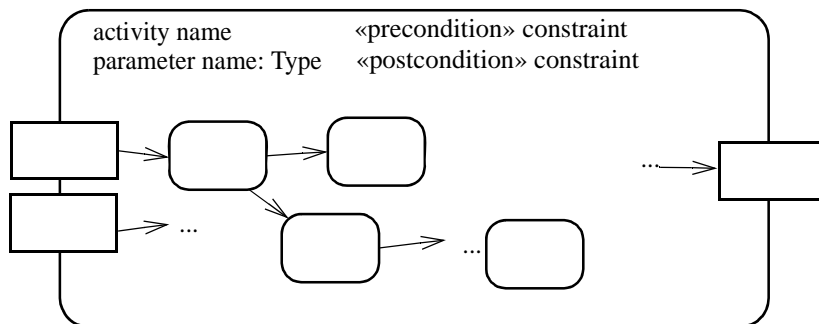 activity name «precondition» constraint
parameter name: Type «postcondition» constraint
...
...
...